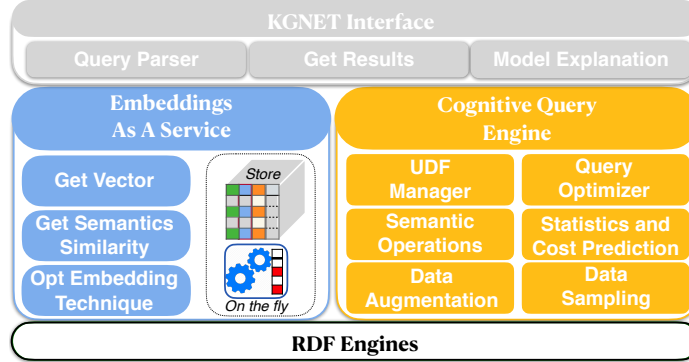 KGNET Interface
Query Parser
Get Results
Model Explanation
Embeddings
As A Service
Get Vector
Get Semantics
Similarity
Opt Embedding
Technique
Store
On the fly
Cognitive Query
Engine
UDF
Manager
Query
Optimizer
Semantic
Operations
Statistics and
Cost Prediction
Data
Augmentation
Data
Sampling
RDF Engines